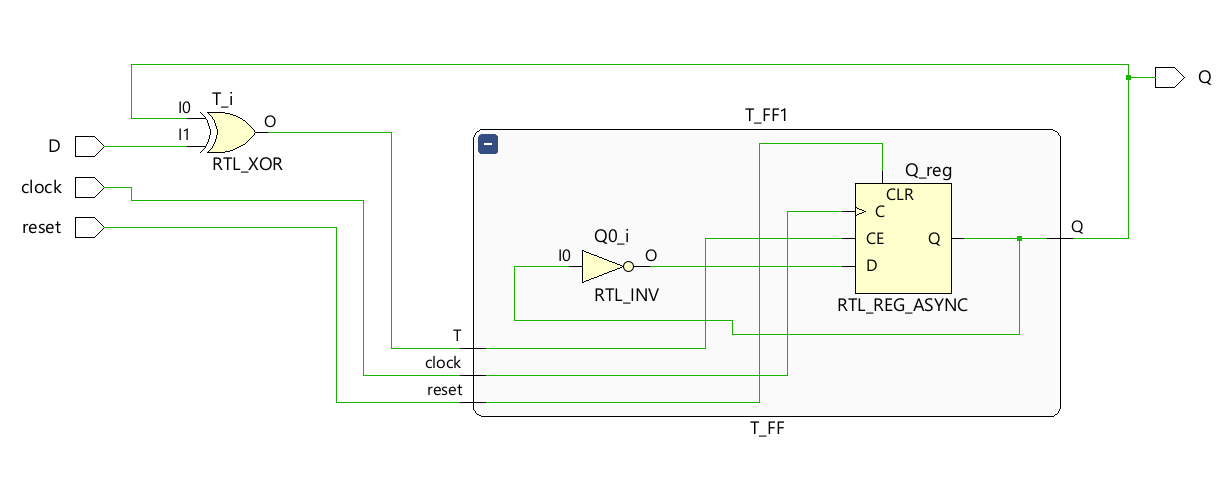 Q
T_i
I0
O
I1
D
RTL_XOR
clock
reset
T_FF1
Q_reg
CLR
C
CE
Q
D
RTL_REG_ASYNC
Q
Q0_i
I0
O
RTL_INV
T
clock
reset
T_FF